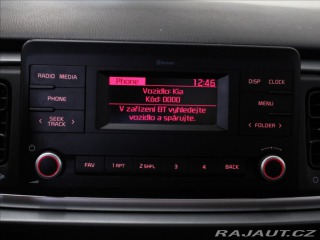 Bluetooth
RADIO MEDIA
Phone 12:46
DISP CLOCK
Vozidlo: Kia
Kód: 0000
PHONE
MENU
V zařízení BT vyhledejte
vozidlo a spárujte.
SEEK
TRACK
FOLDER
FAV 1 RPT 2 SHFL 3 4 BACK
RAJAUT.CZ